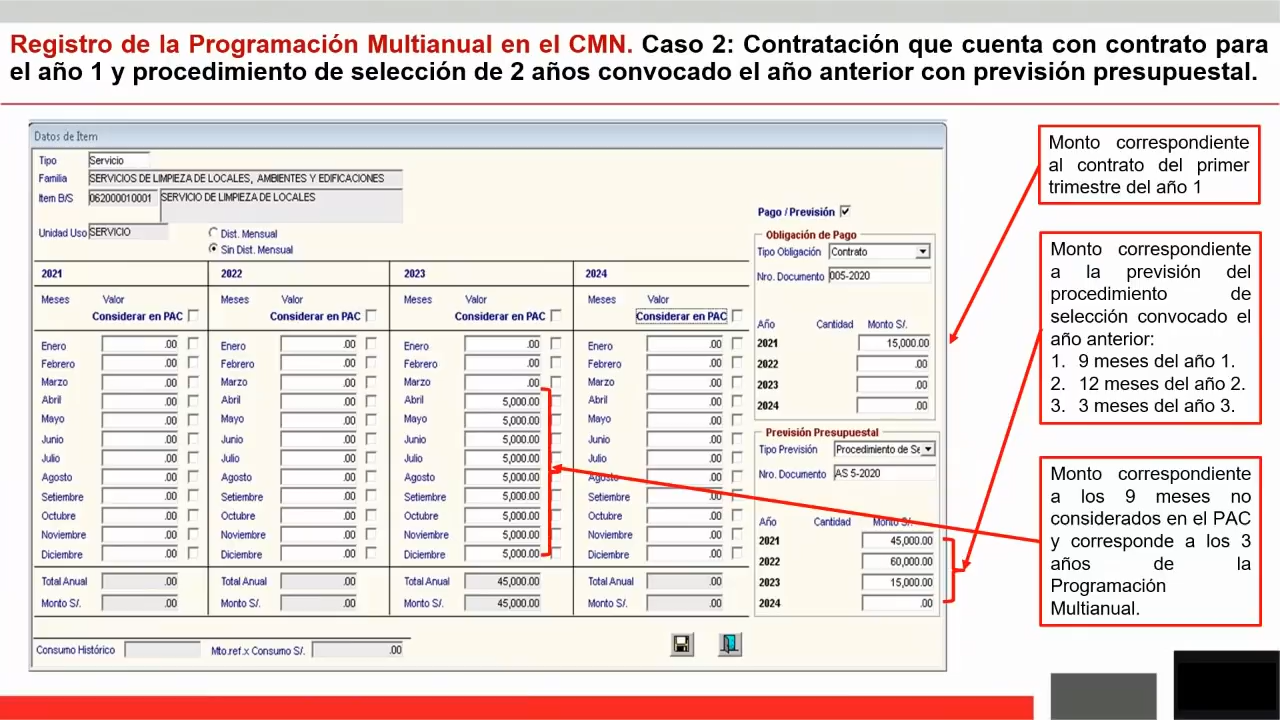 Registro de la Programación Multianual en el CMN. Caso 2: Contratación que cuenta con contrato para
el año 1 y procedimiento de selección de 2 años convocado el año anterior con previsión presupuestal.
Datos de Item
Tipo Servicio
Familia SERVICIOS DE LIMPIEZA DE LOCALES, AMBIENTES Y EDIFICACIONES
Item B/S 062000010001 SERVICIO DE LIMPIEZA DE LOCALES
Unidad Uso SERVICIO
Dist. Mensual
Sin Dist. Mensual
2021 2022 2023 2024
Meses Valor Meses Valor Meses Valor Meses Valor
Considerar en PAC Considerar en PAC Considerar en PAC Considerar en PAC
Enero .00 Enero .00 Enero .00 Enero .00
Febrero .00 Febrero .00 Febrero .00 Febrero .00
Marzo .00 Marzo .00 Marzo .00 Marzo .00
Abril .00 Abril .00 Abril 5,000.00 Abril .00
Mayo .00 Mayo .00 Mayo 5,000.00 Mayo .00
Junio .00 Junio .00 Junio 5,000.00 Junio .00
Julio .00 Julio .00 Julio 5,000.00 Julio .00
Agosto .00 Agosto .00 Agosto 5,000.00 Agosto .00
Setiembre .00 Setiembre .00 Setiembre 5,000.00 Setiembre .00
Octubre .00 Octubre .00 Octubre 5,000.00 Octubre .00
Noviembre .00 Noviembre .00 Noviembre 5,000.00 Noviembre .00
Diciembre .00 Diciembre .00 Diciembre 5,000.00 Diciembre .00
Total Anual .00 Total Anual .00 Total Anual 45,000.00 Total Anual .00
Monto S/. .00 Monto S/. .00 Monto S/. 45,000.00 Monto S/. .00
Consumo Histórico Mto.ref.x Consumo S/. .00
Pago / Previsión
Obligación de Pago
Tipo Obligación Contrato
Nro. Documento 005-2020
Año Cantidad Monto S/.
2021 15,000.00
2022 .00
2023 .00
2024 .00
Previsión Presupuestal
Tipo Previsión Procedimiento de Se
Nro. Documento AS 5-2020
Año Cantidad Monto S/.
2021 45,000.00
2022 60,000.00
2023 15,000.00
2024 .00
Monto correspondiente
al contrato del primer
trimestre del año 1
Monto correspondiente
a la previsión del
procedimiento de
selección convocado el
año anterior:
1. 9 meses del año 1.
2. 12 meses del año 2.
3. 3 meses del año 3.
Monto correspondiente
a los 9 meses no
considerados en el PAC
y corresponde a los 3
años de la
Programación
Multianual.